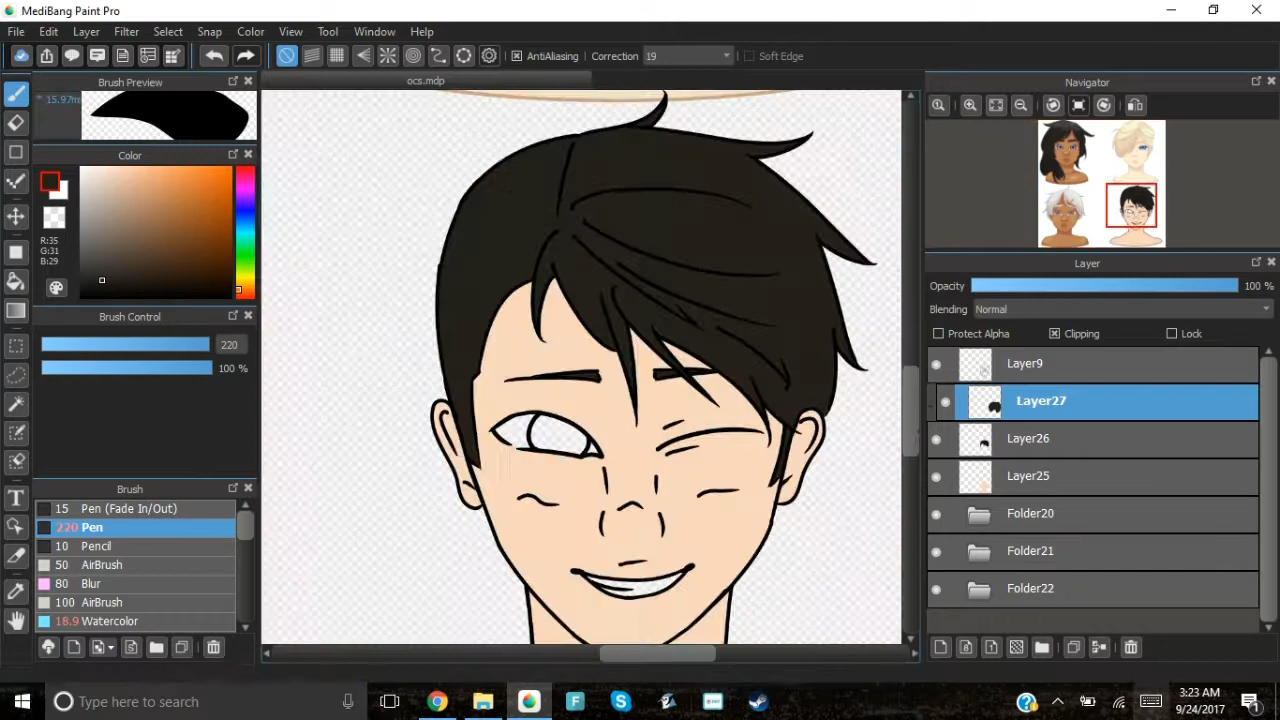 MediBang Paint Pro
File Edit Layer Filter Select Snap Color View Tool Window Help
AntiAliasing Correction 19 Soft Edge
Brush Preview
ocs.mdp
Navigator
15.97m
Color
R:35
G:31
B:29
Brush Control
220
100 %
Layer
Opacity 100 %
Blending Normal
Protect Alpha Clipping Lock
Layer9
Layer27
Layer26
Layer25
Folder20
Folder21
Folder22
Brush
15 Pen (Fade In/Out)
220 Pen
10 Pencil
50 AirBrush
80 Blur
100 AirBrush
18.9 Watercolor
Type here to search
3:23 AM
9/24/2017